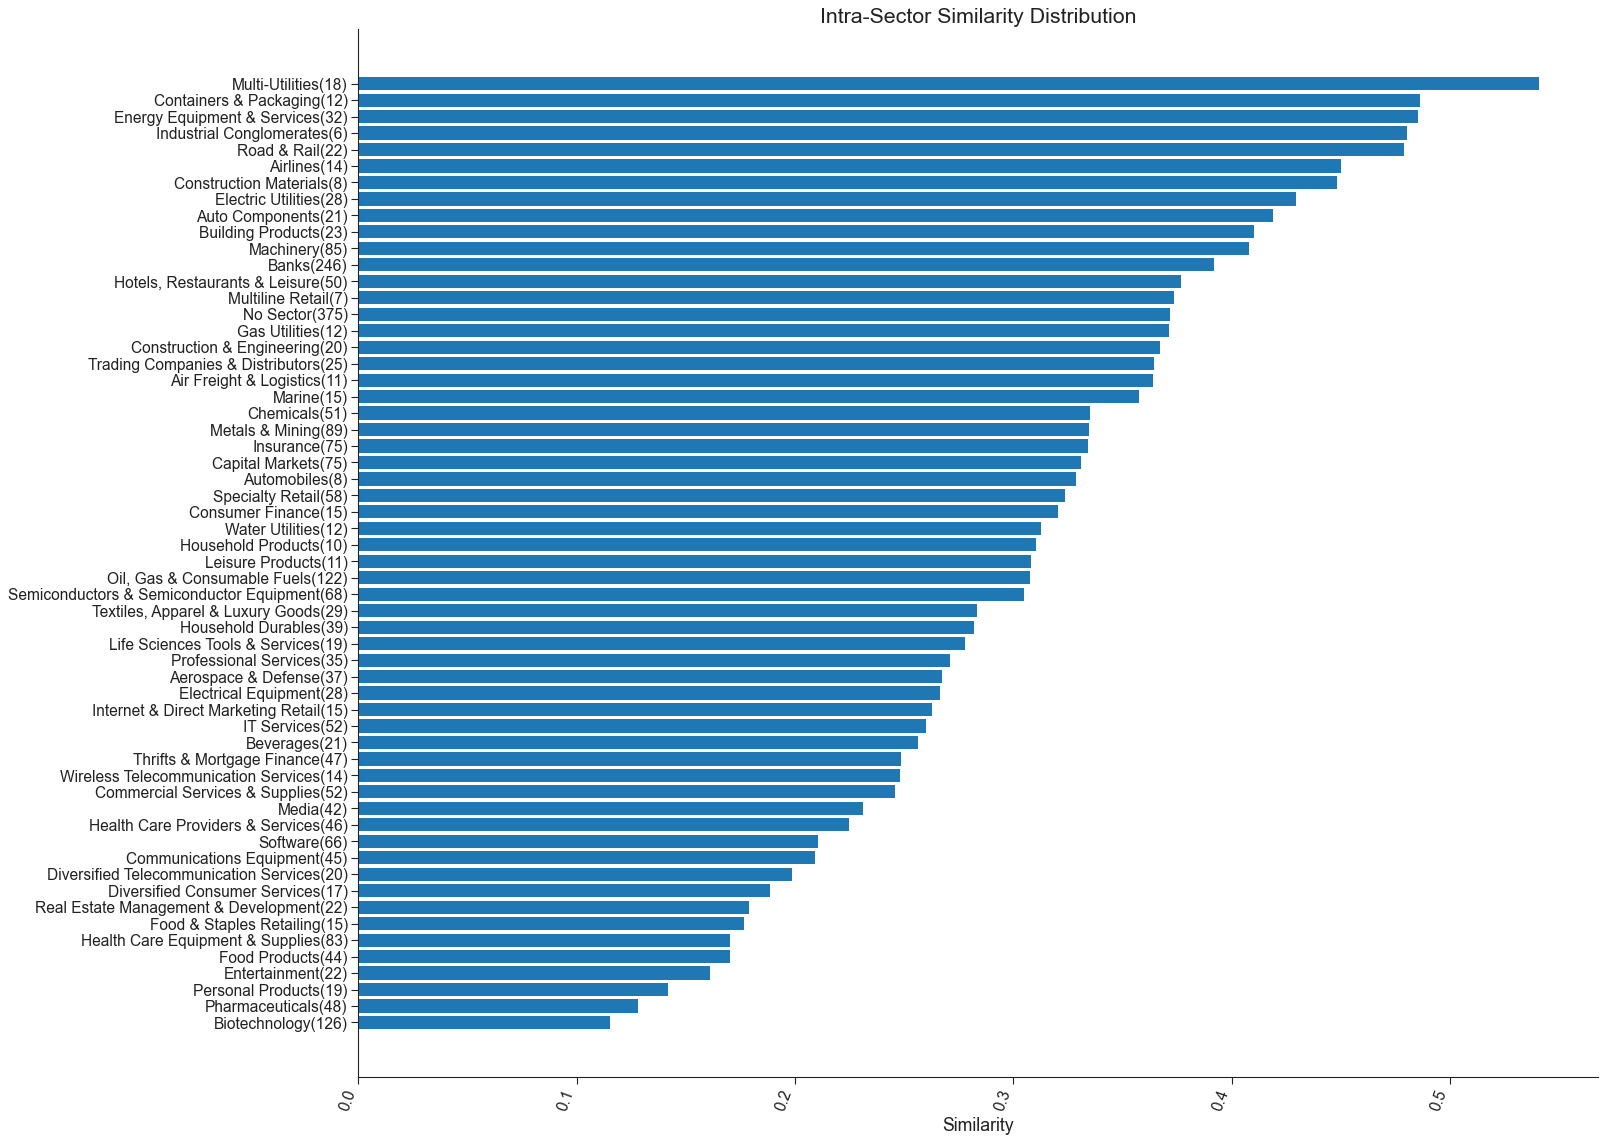 Intra-Sector Similarity Distribution
Multi-Utilities(18)
Containers & Packaging(12)
Energy Equipment & Services(32)
Industrial Conglomerates(6)
Road & Rail(22)
Airlines(14)
Construction Materials(8)
Electric Utilities(28)
Auto Components(21)
Building Products(23)
Machinery(85)
Banks(246)
Hotels, Restaurants & Leisure(50)
Multiline Retail(7)
No Sector(375)
Gas Utilities(12)
Construction & Engineering(20)
Trading Companies & Distributors(25)
Air Freight & Logistics(11)
Marine(15)
Chemicals(51)
Metals & Mining(89)
Insurance(75)
Capital Markets(75)
Automobiles(8)
Specialty Retail(58)
Consumer Finance(15)
Water Utilities(12)
Household Products(10)
Leisure Products(11)
Oil, Gas & Consumable Fuels(122)
Semiconductors & Semiconductor Equipment(68)
Textiles, Apparel & Luxury Goods(29)
Household Durables(39)
Life Sciences Tools & Services(19)
Professional Services(35)
Aerospace & Defense(37)
Electrical Equipment(28)
Internet & Direct Marketing Retail(15)
IT Services(52)
Beverages(21)
Thrifts & Mortgage Finance(47)
Wireless Telecommunication Services(14)
Commercial Services & Supplies(52)
Media(42)
Health Care Providers & Services(46)
Software(66)
Communications Equipment(45)
Diversified Telecommunication Services(20)
Diversified Consumer Services(17)
Real Estate Management & Development(22)
Food & Staples Retailing(15)
Health Care Equipment & Supplies(83)
Food Products(44)
Entertainment(22)
Personal Products(19)
Pharmaceuticals(48)
Biotechnology(126)
0.0 0.1 0.2 0.3 0.4 0.5
Similarity